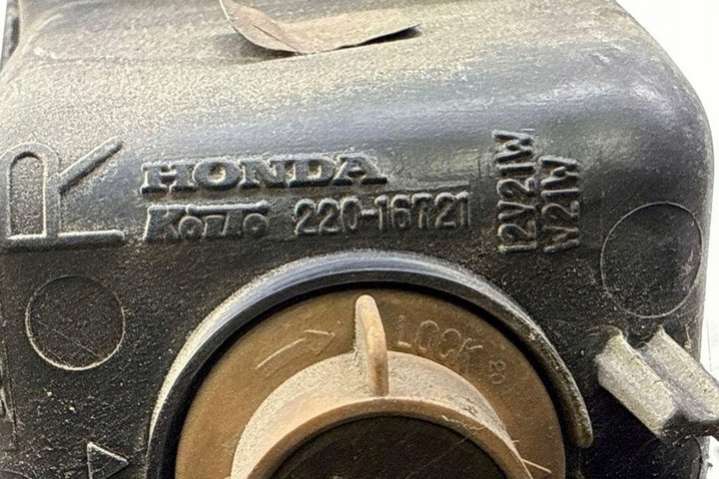 R
HONDA
KOITO 220-16721
12V21W
W21W
LOCK